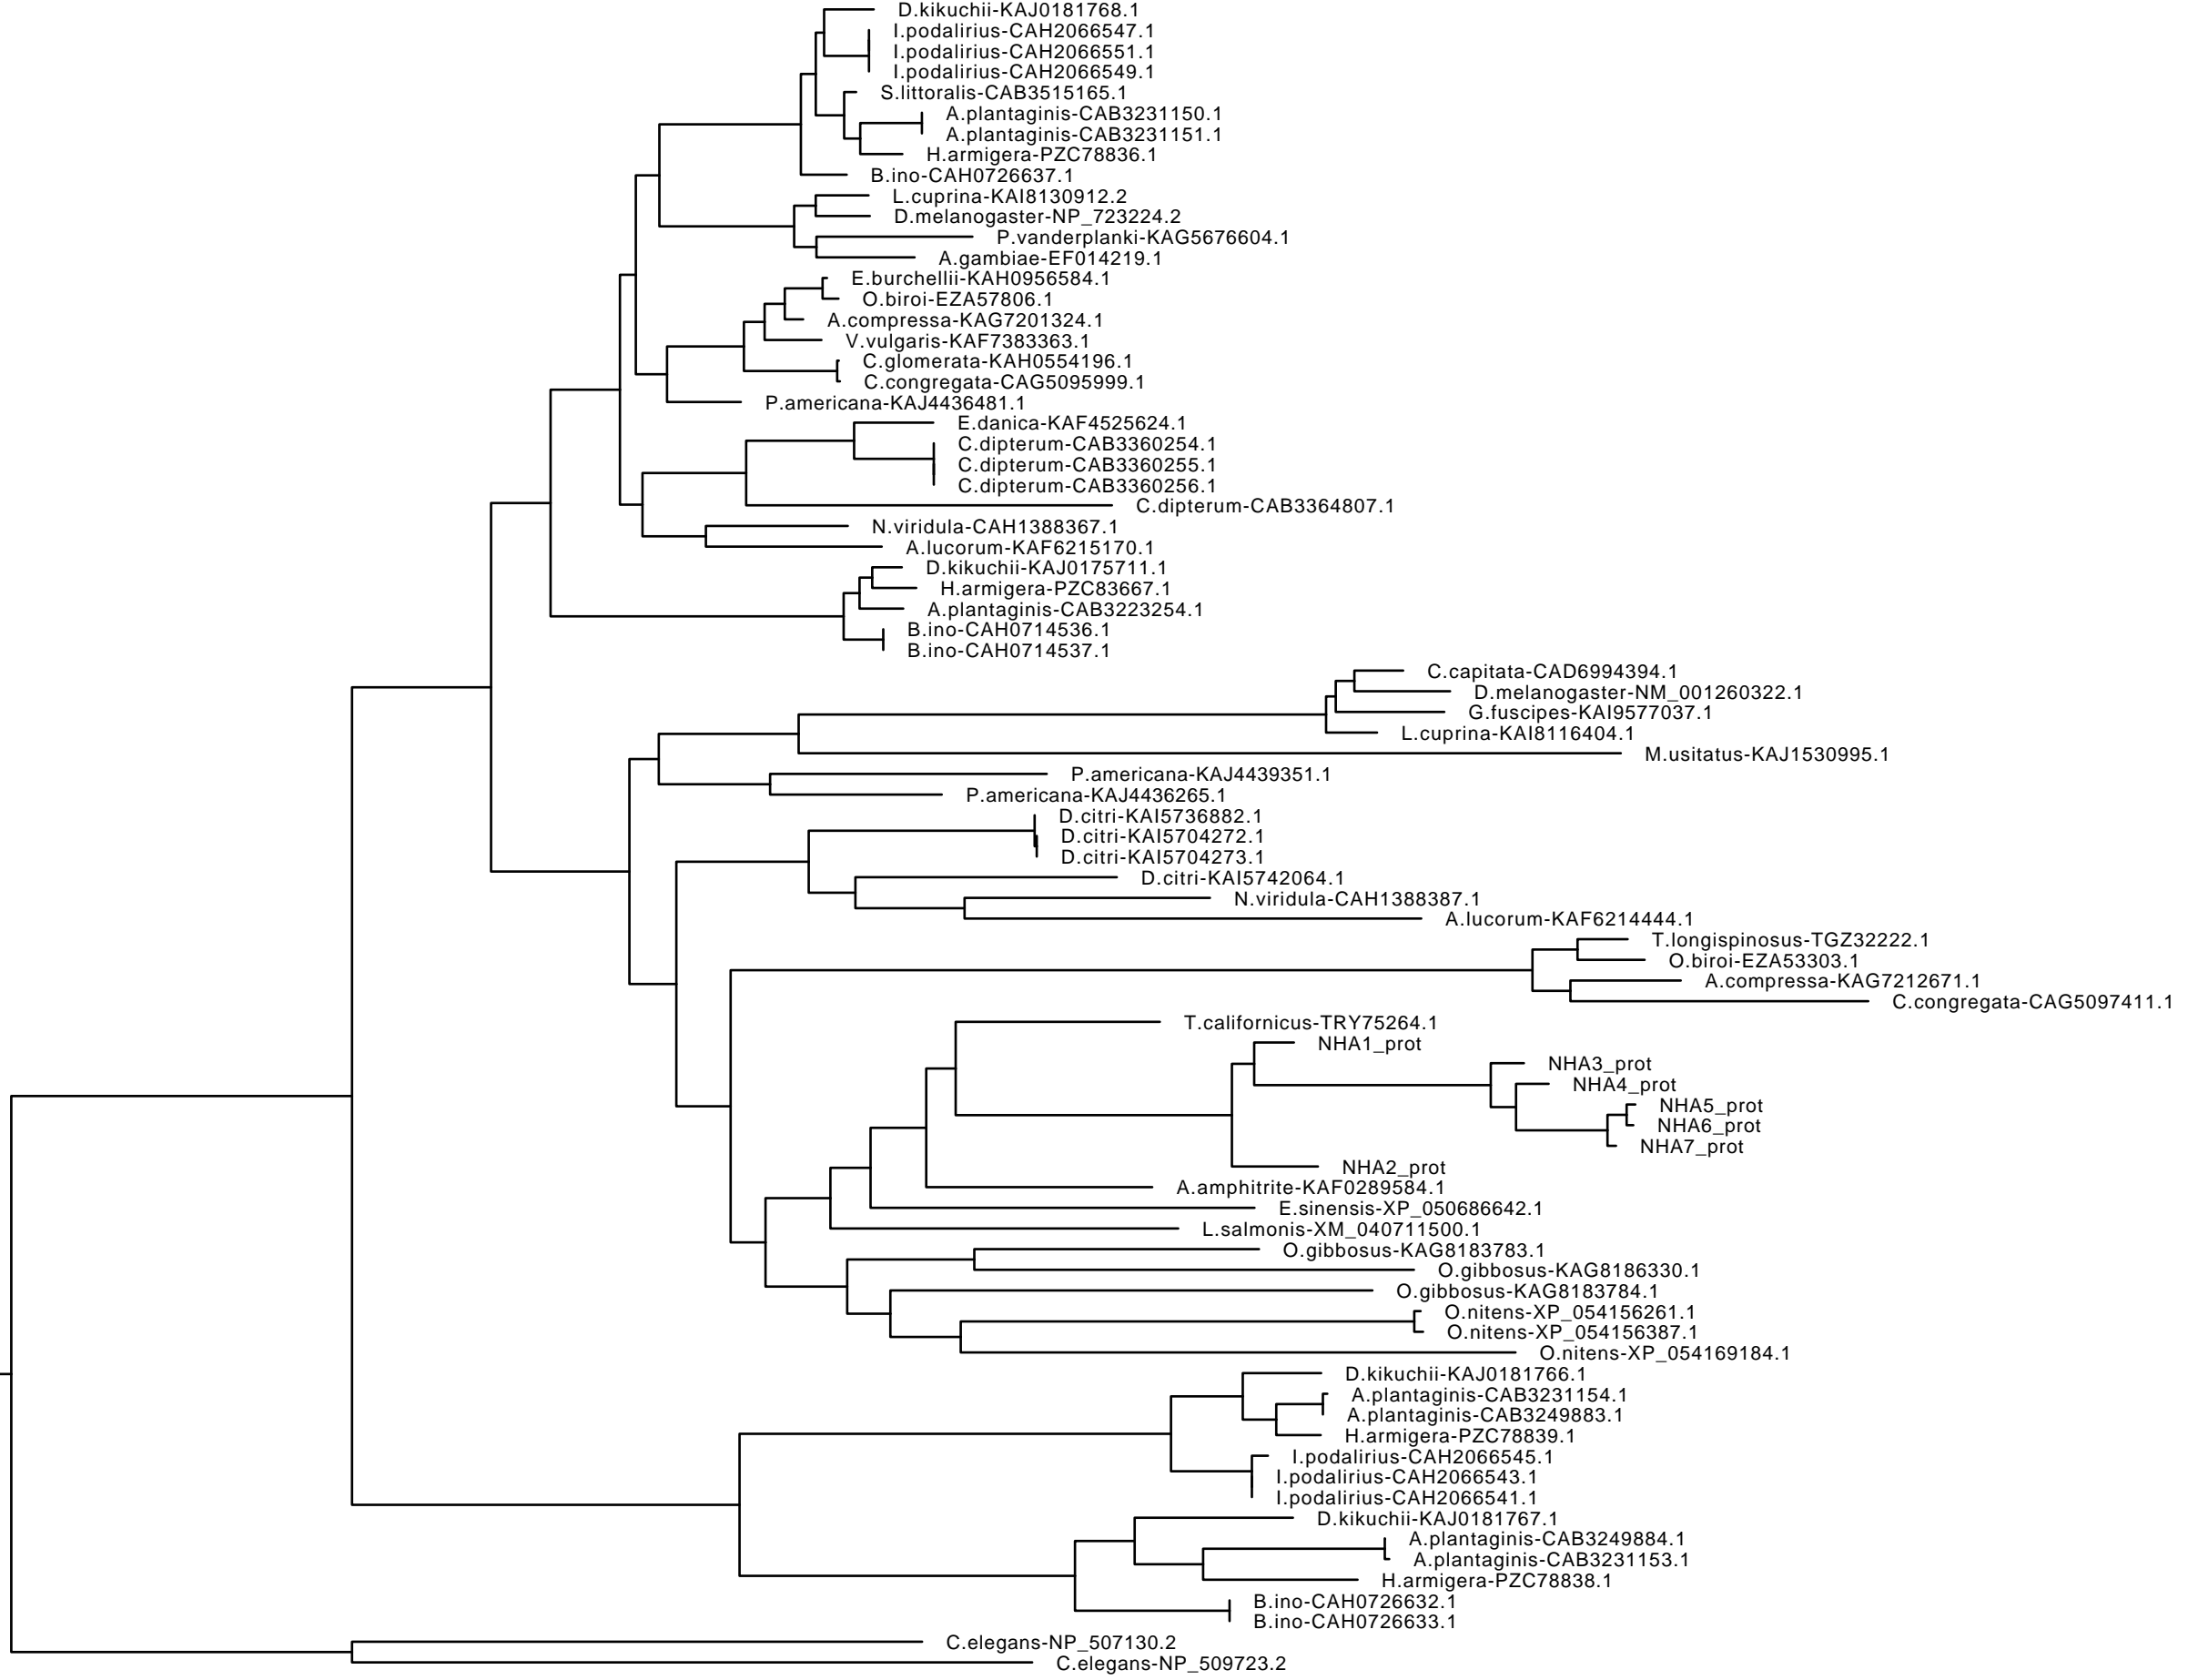 D.kikuchii-KAJ0181768.1
I.podalirius-CAH2066547.1
I.podalirius-CAH2066551.1
I.podalirius-CAH2066549.1
S.littoralis-CAB3515165.1
A.plantaginis-CAB3231150.1
A.plantaginis-CAB3231151.1
H.armigera-PZC78836.1
B.ino-CAH0726637.1
L.cuprina-KAI8130912.2
D.melanogaster-NP_723224.2
P.vanderplanki-KAG5676604.1
A.gambiae-EF014219.1
E.burchellii-KAH0956584.1
O.biroi-EZA57806.1
A.compressa-KAG7201324.1
V.vulgaris-KAF7383363.1
C.glomerata-KAH0554196.1
C.congregata-CAG5095999.1
P.americana-KAJ4436481.1
E.danica-KAF4525624.1
C.dipterum-CAB3360254.1
C.dipterum-CAB3360255.1
C.dipterum-CAB3360256.1
C.dipterum-CAB3364807.1
N.viridula-CAH1388367.1
A.lucorum-KAF6215170.1
D.kikuchii-KAJ0175711.1
H.armigera-PZC83667.1
A.plantaginis-CAB3223254.1
B.ino-CAH0714536.1
B.ino-CAH0714537.1
C.capitata-CAD6994394.1
D.melanogaster-NM_001260322.1
G.fuscipes-KAI9577037.1
L.cuprina-KAI8116404.1
M.usitatus-KAJ1530995.1
P.americana-KAJ4439351.1
P.americana-KAJ4436265.1
D.citri-KAI5736882.1
D.citri-KAI5704272.1
D.citri-KAI5704273.1
D.citri-KAI5742064.1
N.viridula-CAH1388387.1
A.lucorum-KAF6214444.1
T.longispinosus-TGZ32222.1
O.biroi-EZA53303.1
A.compressa-KAG7212671.1
C.congregata-CAG5097411.1
T.californicus-TRY75264.1
NHA1_prot
NHA3_prot
NHA4_prot
NHA5_prot
NHA6_prot
NHA7_prot
NHA2_prot
A.amphitrite-KAF0289584.1
E.sinensis-XP_050686642.1
L.salmonis-XM_040711500.1
O.gibbosus-KAG8183783.1
O.gibbosus-KAG8186330.1
O.gibbosus-KAG8183784.1
O.nitens-XP_054156261.1
O.nitens-XP_054156387.1
O.nitens-XP_054169184.1
D.kikuchii-KAJ0181766.1
A.plantaginis-CAB3231154.1
A.plantaginis-CAB3249883.1
H.armigera-PZC78839.1
I.podalirius-CAH2066545.1
I.podalirius-CAH2066543.1
I.podalirius-CAH2066541.1
D.kikuchii-KAJ0181767.1
A.plantaginis-CAB3249884.1
A.plantaginis-CAB3231153.1
H.armigera-PZC78838.1
B.ino-CAH0726632.1
B.ino-CAH0726633.1
C.elegans-NP_507130.2
C.elegans-NP_509723.2